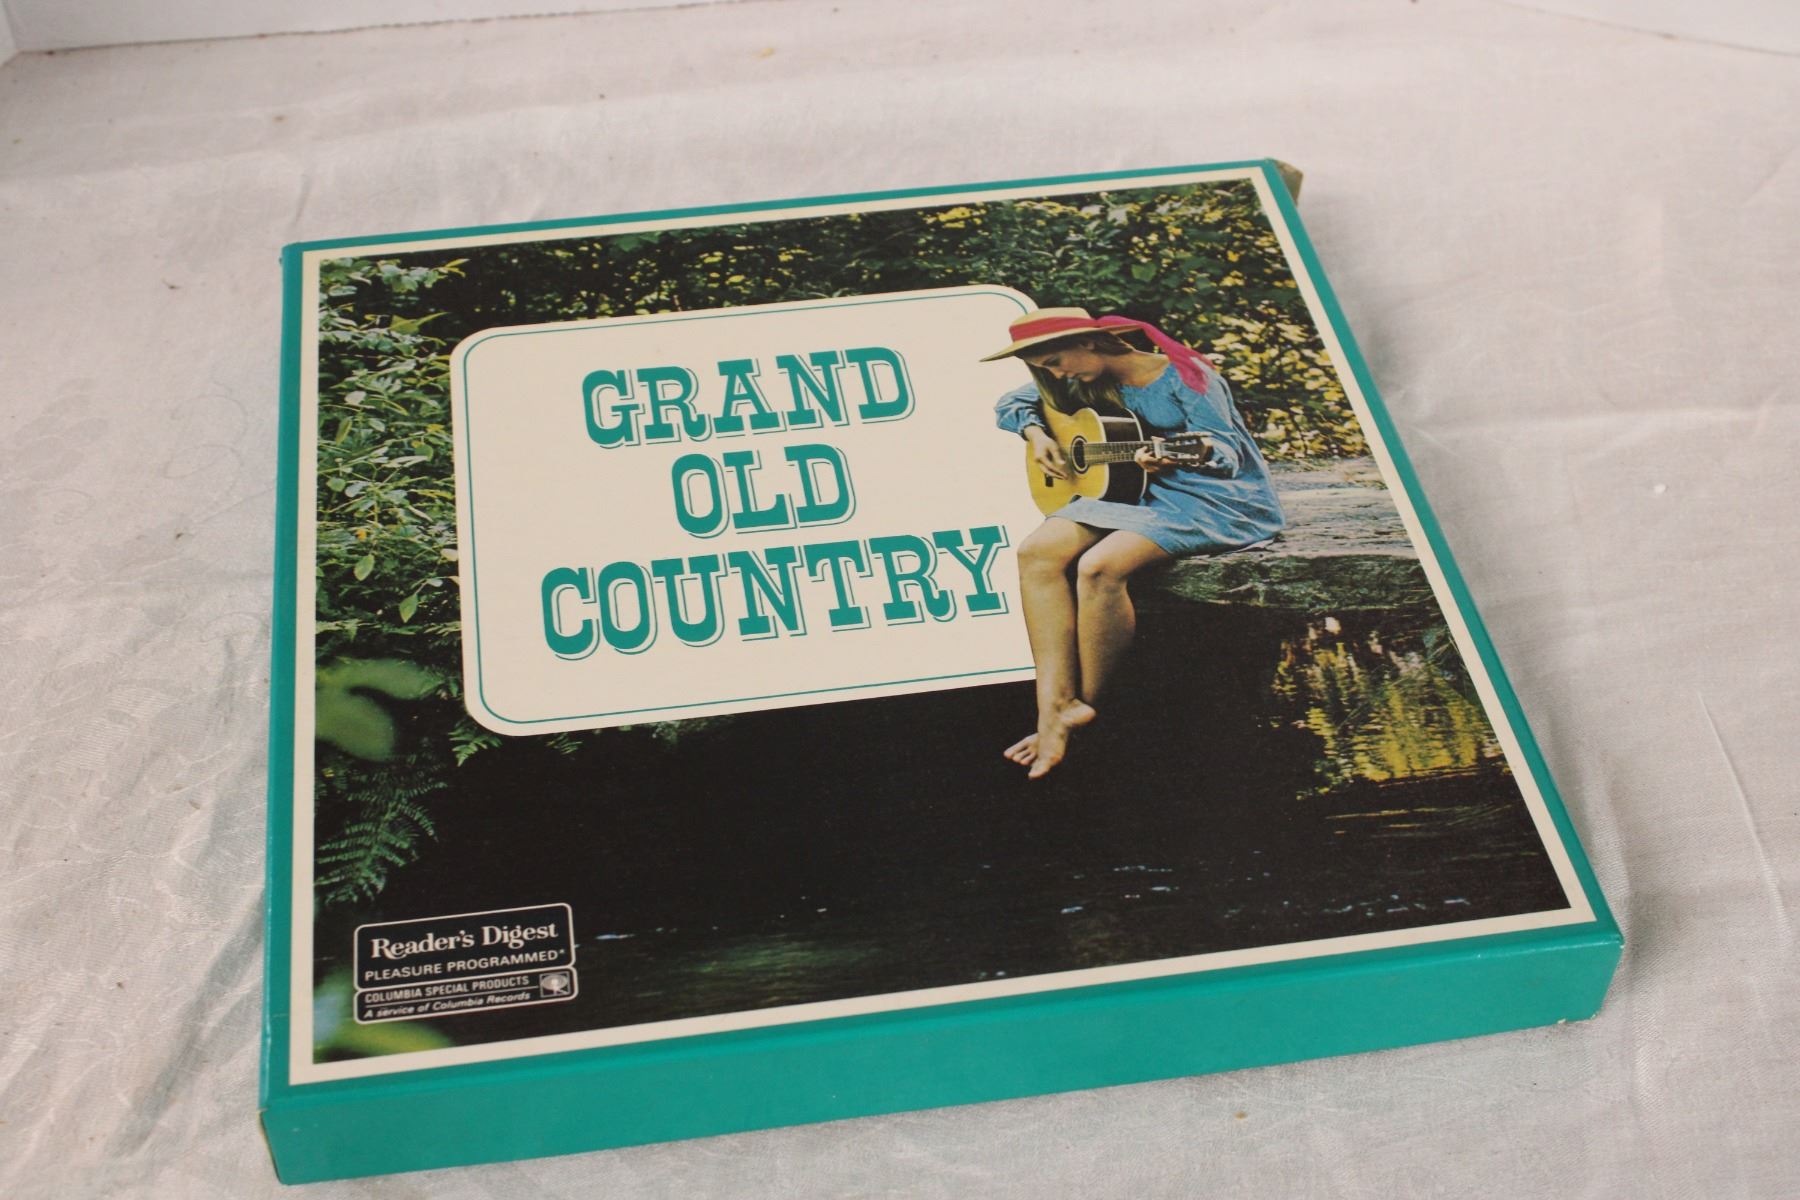 GRAND
OLD
COUNTRY
Reader's Digest
PLEASURE PROGRAMMED*
COLUMBIA SPECIAL PRODUCTS
A service of Columbia Records